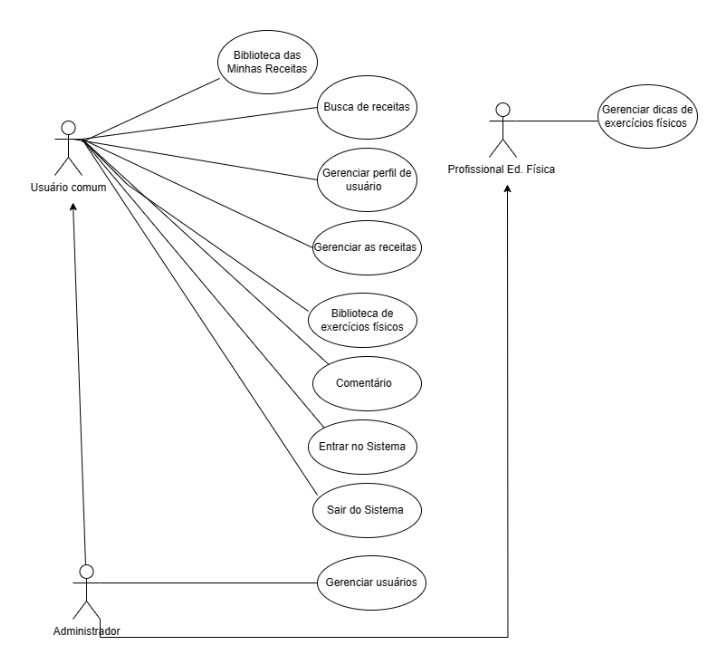 Biblioteca das
Minhas Receitas
Busca de receitas
Gerenciar dicas de
exercícios físicos
Profissional Ed. Física
Gerenciar perfil de
usuário
Usuário comum
Gerenciar as receitas
Biblioteca de
exercícios físicos
Comentário
Entrar no Sistema
Sair do Sistema
Gerenciar usuários
Administrador